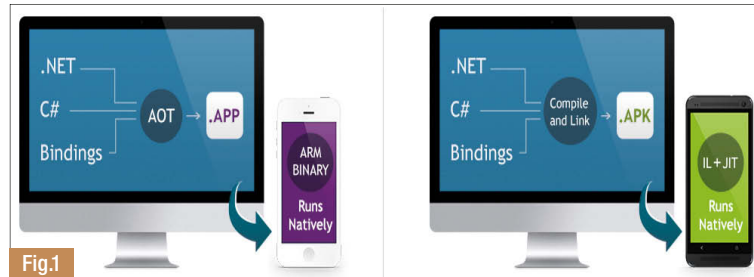 .NET
C#
Bindings
AOT
.APP
ARM
BINARY
Runs
Natively
.NET
C#
Bindings
Compile
and Link
.APK
IL+JIT
Runs
Natively
Fig.1